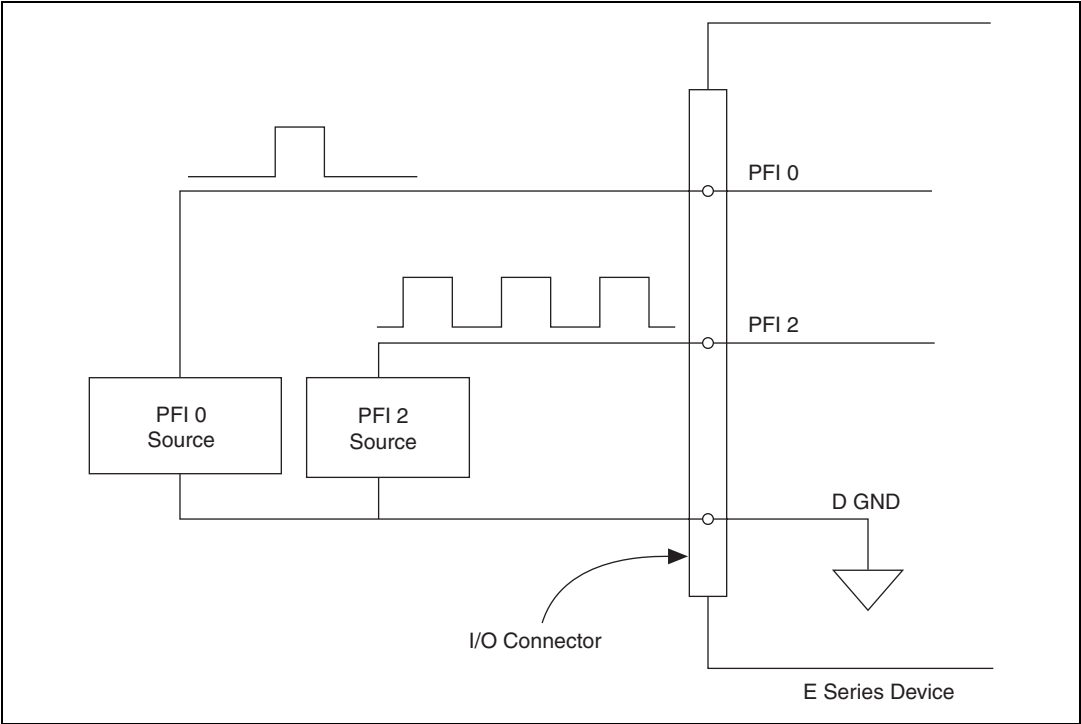 PFI 0
PFI 2
PFI 0
Source
PFI 2
Source
D GND
I/O Connector
E Series Device